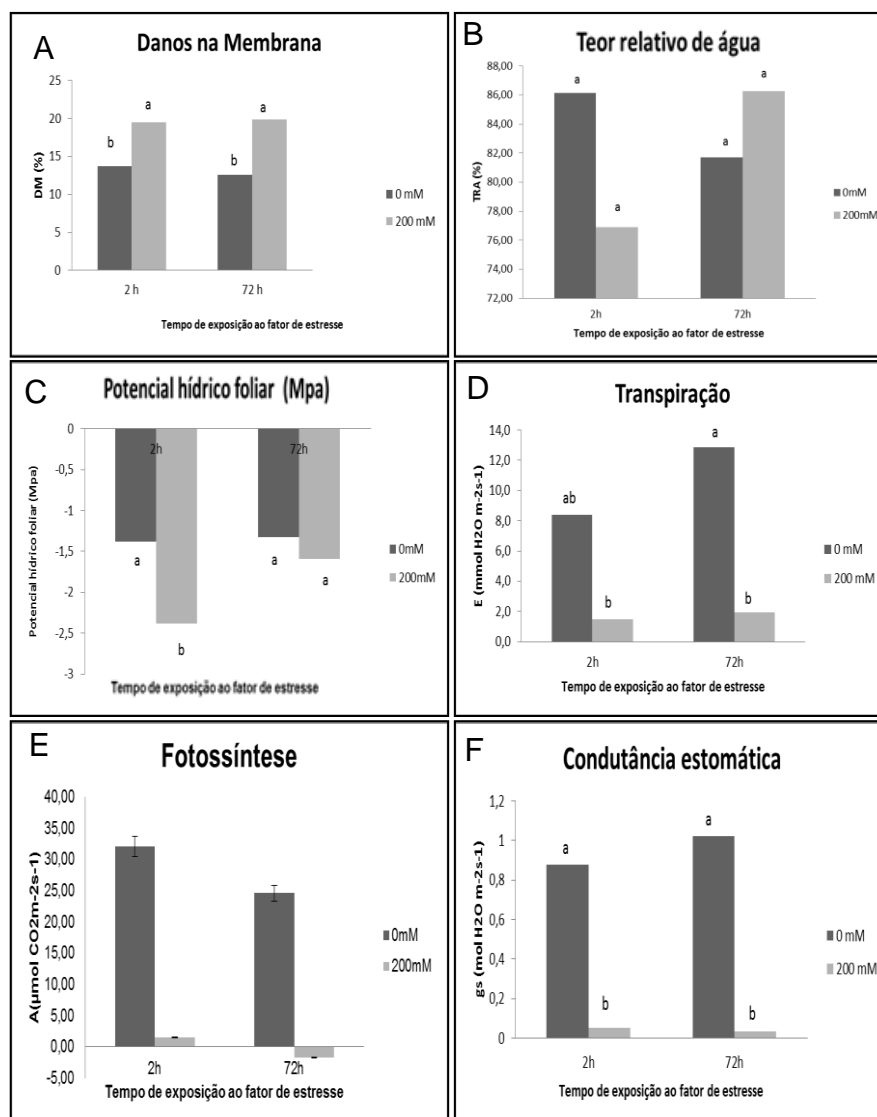 A
Danos na Membrana
DM (%)
25
20
15
10
5
0
b
a
b
a
2 h
72 h
0 mM
200 mM
Tempo de exposição ao fator de estresse
B
Teor relativo de água
TRA (%)
88,00
86,00
84,00
82,00
80,00
78,00
76,00
74,00
72,00
a
a
a
a
2h
72h
0mM
200mM
Tempo de exposição ao fator de estresse
C
Potencial hídrico foliar (Mpa)
Potencial hídrico foliar (Mpa)
0
-0,5
-1
-1,5
-2
-2,5
-3
2h
72h
a
b
a
a
0mM
200mM
Tempo de exposição ao fator de estresse
D
Transpiração
E (mmol H2O m-2s-1)
14,0
12,0
10,0
8,0
6,0
4,0
2,0
0,0
ab
b
a
b
2h
72h
0 mM
200 mM
Tempo de exposição ao fator de estresse
E
Fotossíntese
A(µmol CO2m-2s-1)
40,00
35,00
30,00
25,00
20,00
15,00
10,00
5,00
0,00
-5,00
2h
72h
0mM
200mM
Tempo de exposição ao fator de estresse
F
Condutância estomática
gs (mol H2O m-2s-1)
1,2
1
0,8
0,6
0,4
0,2
0
a
b
a
b
2h
72h
0 mM
200 mM
Tempo de exposição ao fator de estresse